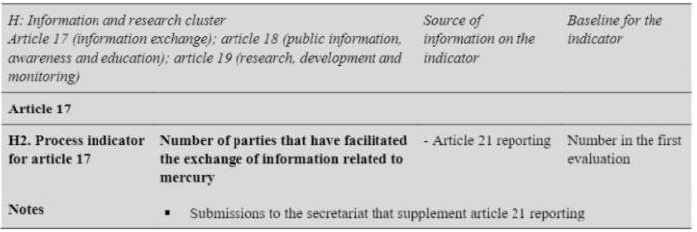 H: Information and research cluster
Article 17 (information exchange); article 18 (public information, awareness and education); article 19 (research, development and monitoring)
Source of information on the indicator
Baseline for the indicator
Article 17
H2. Process indicator for article 17
Number of parties that have facilitated the exchange of information related to mercury
- Article 21 reporting
Number in the first evaluation
Notes
▪ Submissions to the secretariat that supplement article 21 reporting